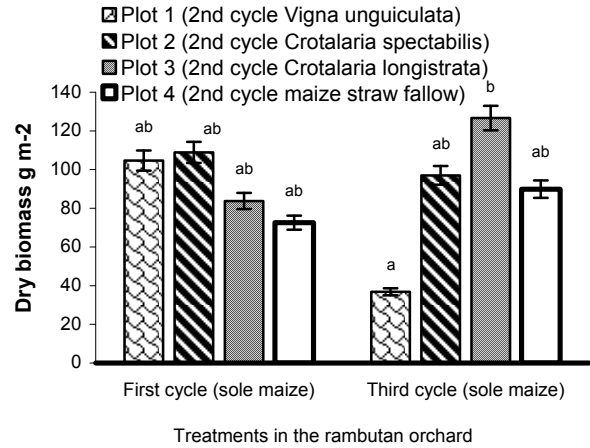 Plot 1 (2nd cycle Vigna unguiculata)
Plot 2 (2nd cycle Crotalaria spectabilis)
Plot 3 (2nd cycle Crotalaria longistrata)
Plot 4 (2nd cycle maize straw fallow)
Dry biomass g m-2
140
120
100
80
60
40
20
0
ab
ab
ab
ab
a
ab
b
ab
First cycle (sole maize)
Third cycle (sole maize)
Treatments in the rambutan orchard